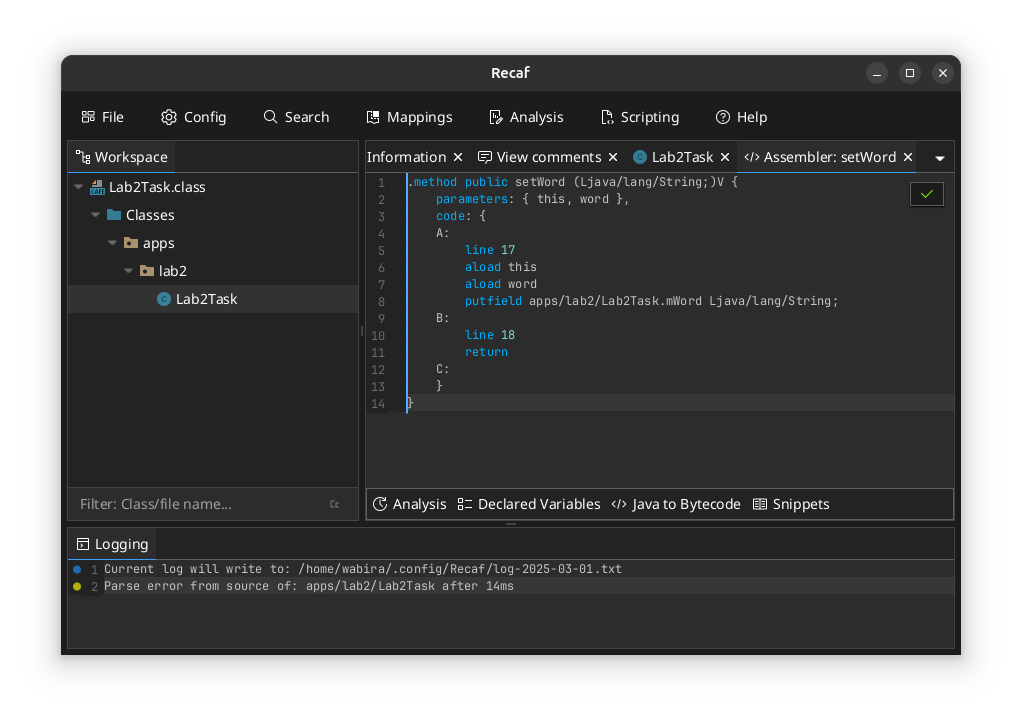 Recaf
File Config Search Mappings Analysis Scripting Help
Workspace
Lab2Task.class
Classes
apps
lab2
Lab2Task
Filter: Class/file name...
Cc
Information View comments Lab2Task </> Assembler: setWord
1 .method public setWord (Ljava/lang/String;)V {
2 parameters: { this, word },
3 code: {
4 A:
5 line 17
6 aload this
7 aload word
8 putfield apps/lab2/Lab2Task.mWord Ljava/lang/String;
9 B:
10 line 18
11 return
12 C:
13 }
14 }
Analysis Declared Variables </> Java to Bytecode Snippets
Logging
1 Current log will write to: /home/wabira/.config/Recaf/log-2025-03-01.txt
2 Parse error from source of: apps/lab2/Lab2Task after 14ms